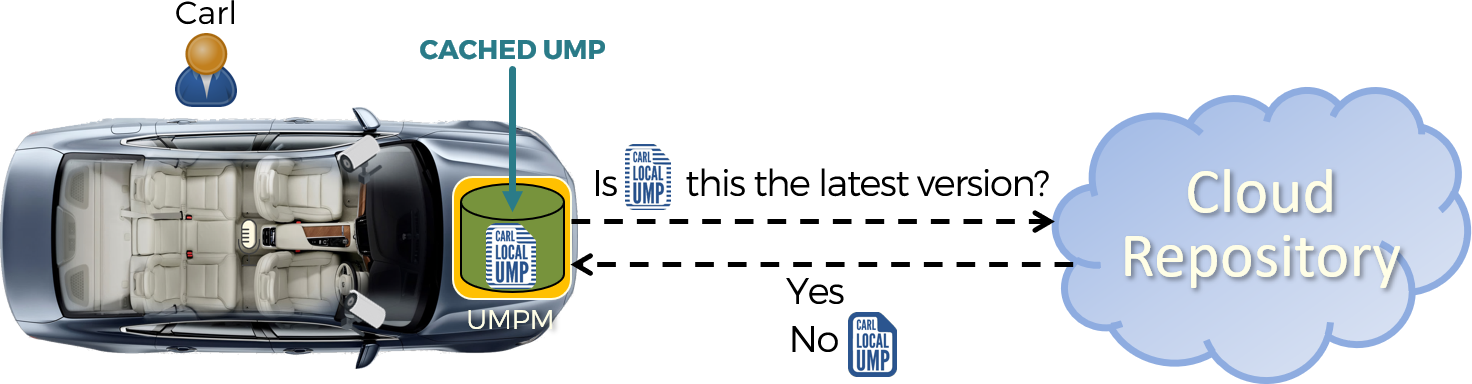 Carl
CACHED UMP
Is CARL LOCAL UMP this the latest version?
CARL
LOCAL
UMP
UMPM
Yes
No CARL LOCAL UMP
Cloud
Repository